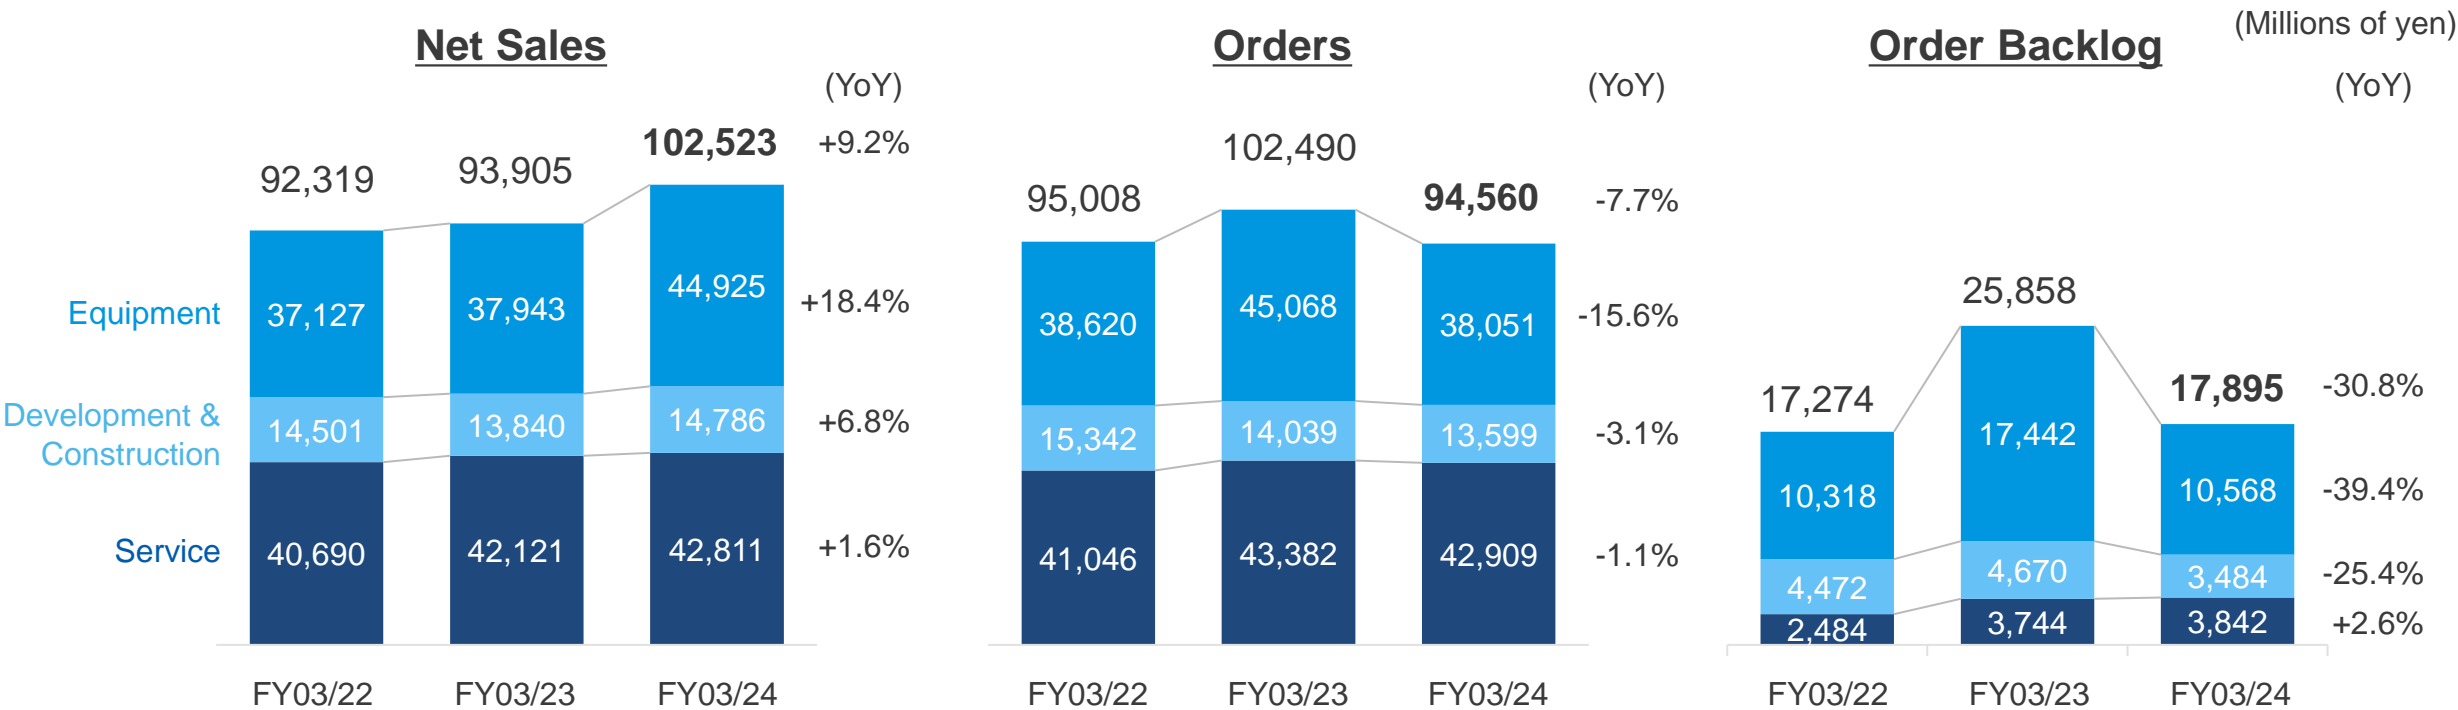 (Millions of yen)
Net Sales
(YoY)
92,319
93,905
102,523
+9.2%
Equipment
37,127
37,943
44,925
+18.4%
Development &
Construction
14,501
13,840
14,786
+6.8%
Service
40,690
42,121
42,811
+1.6%
FY03/22
FY03/23
FY03/24
Orders
(YoY)
95,008
102,490
94,560
-7.7%
38,620
45,068
38,051
-15.6%
15,342
14,039
13,599
-3.1%
41,046
43,382
42,909
-1.1%
FY03/22
FY03/23
FY03/24
Order Backlog
(YoY)
17,274
25,858
17,895
-30.8%
10,318
17,442
10,568
-39.4%
4,472
4,670
3,484
-25.4%
2,484
3,744
3,842
+2.6%
FY03/22
FY03/23
FY03/24